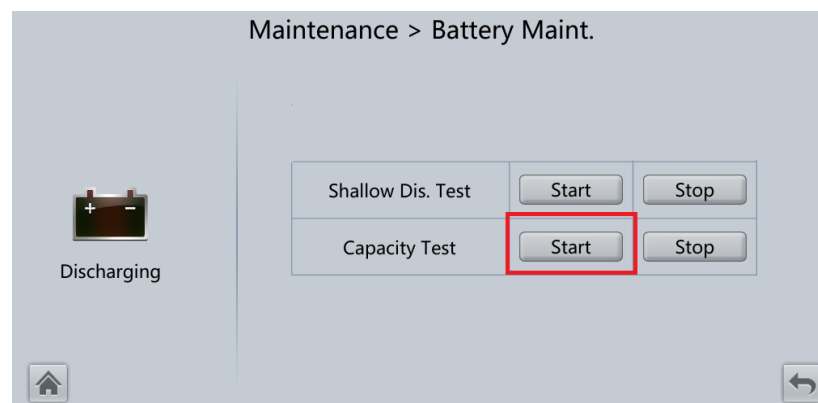 Maintenance > Battery Maint.
Shallow Dis. Test Start Stop
Capacity Test Start Stop
+ −
Discharging